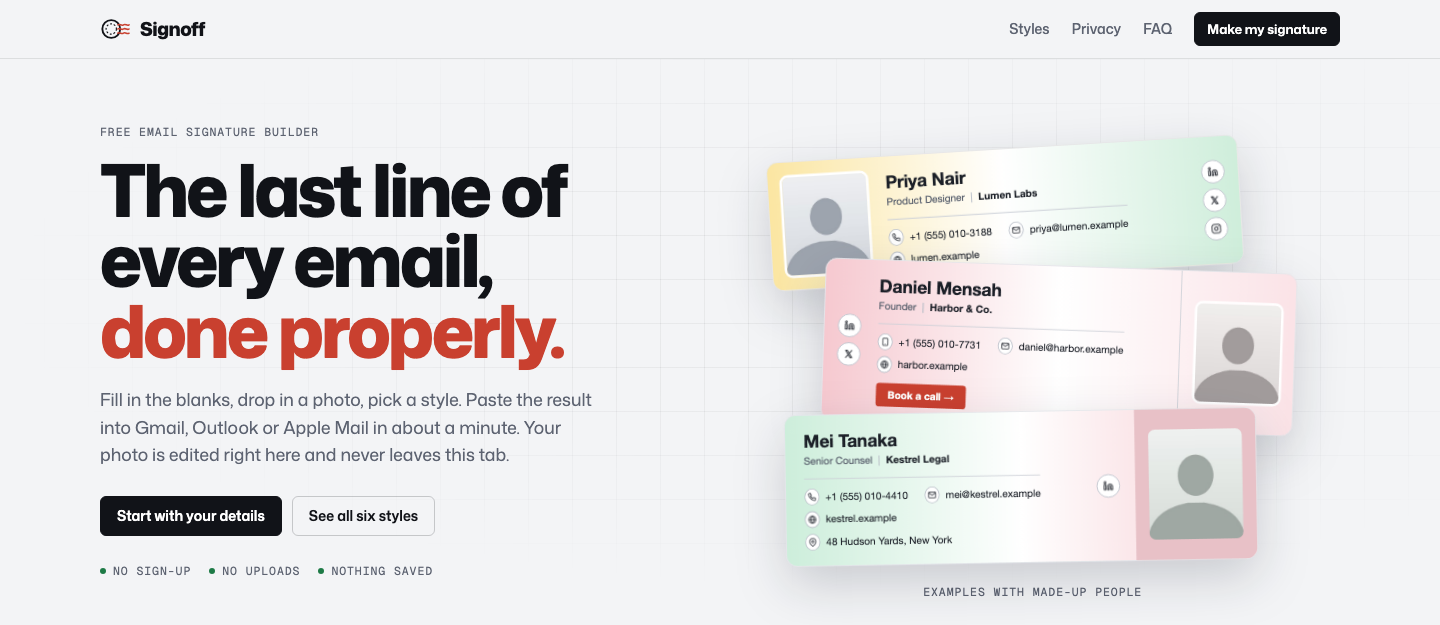 Signoff
Styles Privacy FAQ Make my signature
FREE EMAIL SIGNATURE BUILDER
The last line of
every email,
done properly.
Fill in the blanks, drop in a photo, pick a style. Paste the result
into Gmail, Outlook or Apple Mail in about a minute. Your
photo is edited right here and never leaves this tab.
Start with your details See all six styles
NO SIGN-UP NO UPLOADS NOTHING SAVED
Priya Nair
Product Designer | Lumen Labs
+1 (555) 010-3188 priya@lumen.example
lumen.example
Daniel Mensah
Founder | Harbor & Co.
+1 (555) 010-7731 daniel@harbor.example
harbor.example
Book a call →
Mei Tanaka
Senior Counsel | Kestrel Legal
+1 (555) 010-4410 mei@kestrel.example
kestrel.example
48 Hudson Yards, New York
EXAMPLES WITH MADE-UP PEOPLE